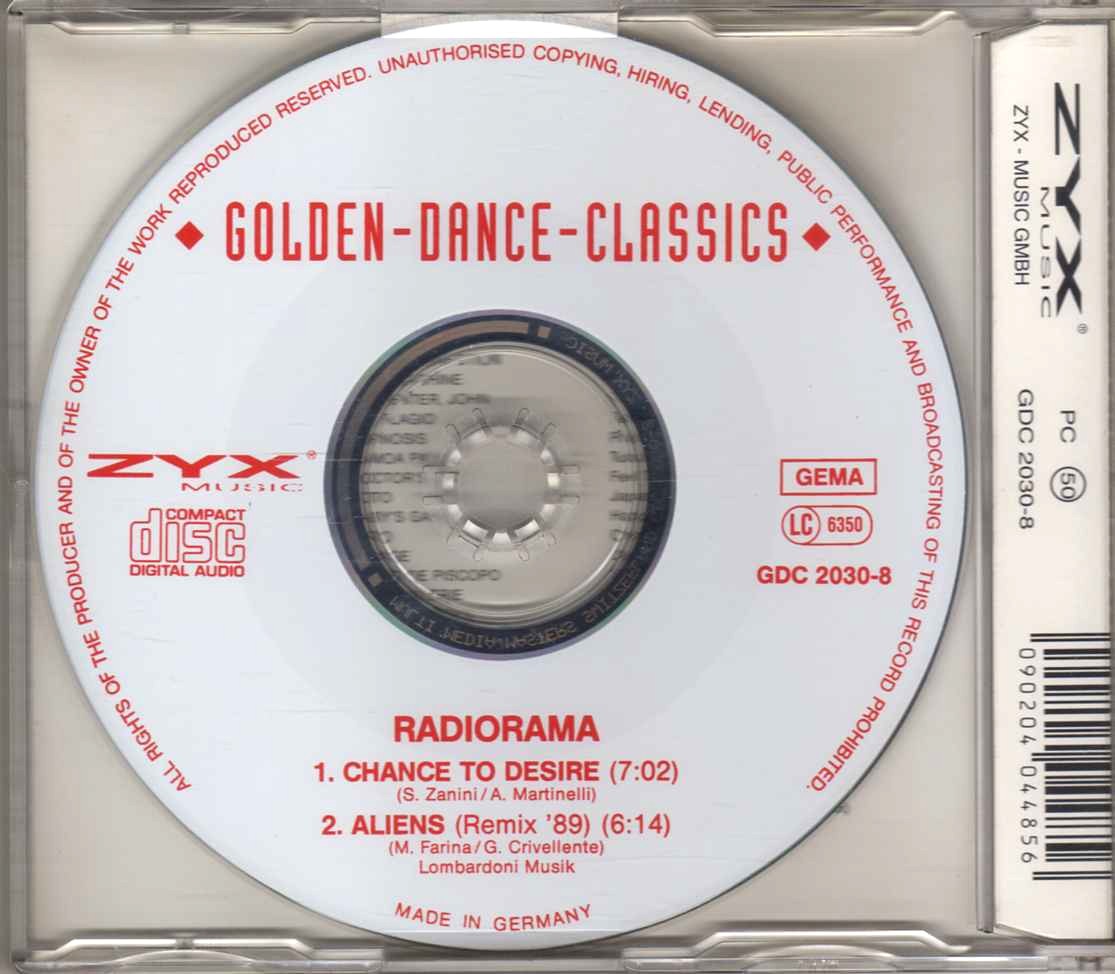 ALL RIGHTS OF THE PRODUCER AND OF THE OWNER OF THE WORK REPRODUCED RESERVED. UNAUTHORISED COPYING, HIRING, LENDING, PUBLIC PERFORMANCE AND BROADCASTING OF THIS RECORD PROHIBITED.
◆ GOLDEN-DANCE-CLASSICS ◆
ZYX®
MUSIC
COMPACT
disc
DIGITAL AUDIO
GEMA
LC 6350
GDC 2030-8
RADIORAMA
1. CHANCE TO DESIRE (7:02)
(S. Zanini/A. Martinelli)
2. ALIENS (Remix '89) (6:14)
(M. Farina/G. Crivellente)
Lombardoni Musik
MADE IN GERMANY
ENTER, JOHN
E PISCOPO
ZYX®
MUSIC
ZYX - MUSIC GMBH
PC 50
GDC 2030-8
090204 044856